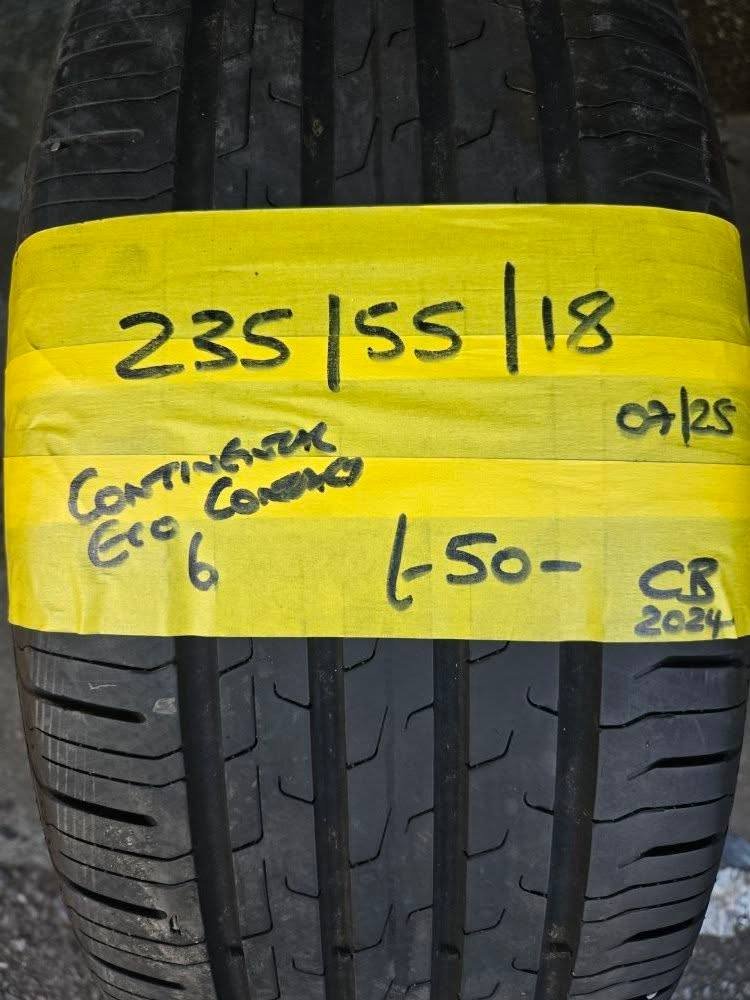 235/55/18
07/25
CONTINENTAL
ECO CONTACT
6
/-50-
CB
2024